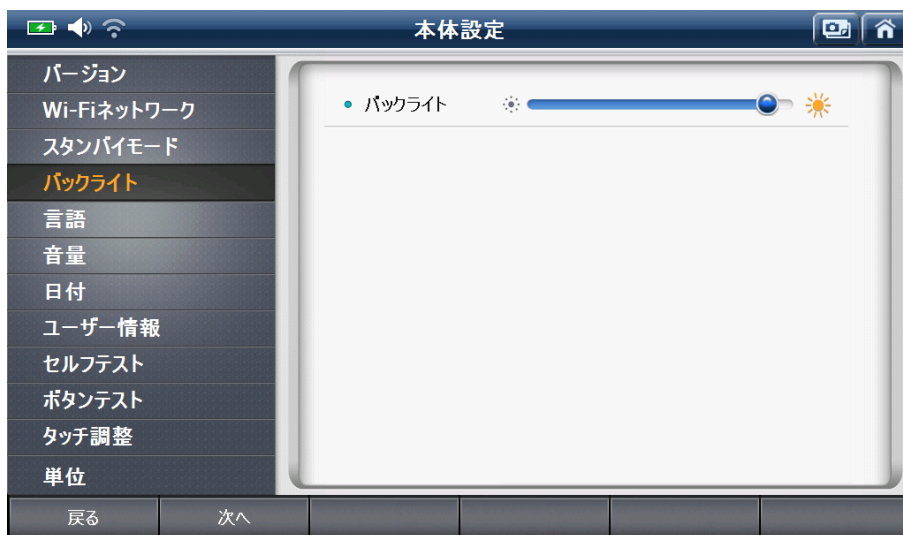 本体設定
バージョン
Wi-Fiネットワーク
スタンバイモード
バックライト
言語
音量
日付
ユーザー情報
セルフテスト
ボタンテスト
タッチ調整
単位
バックライト
戻る
次へ